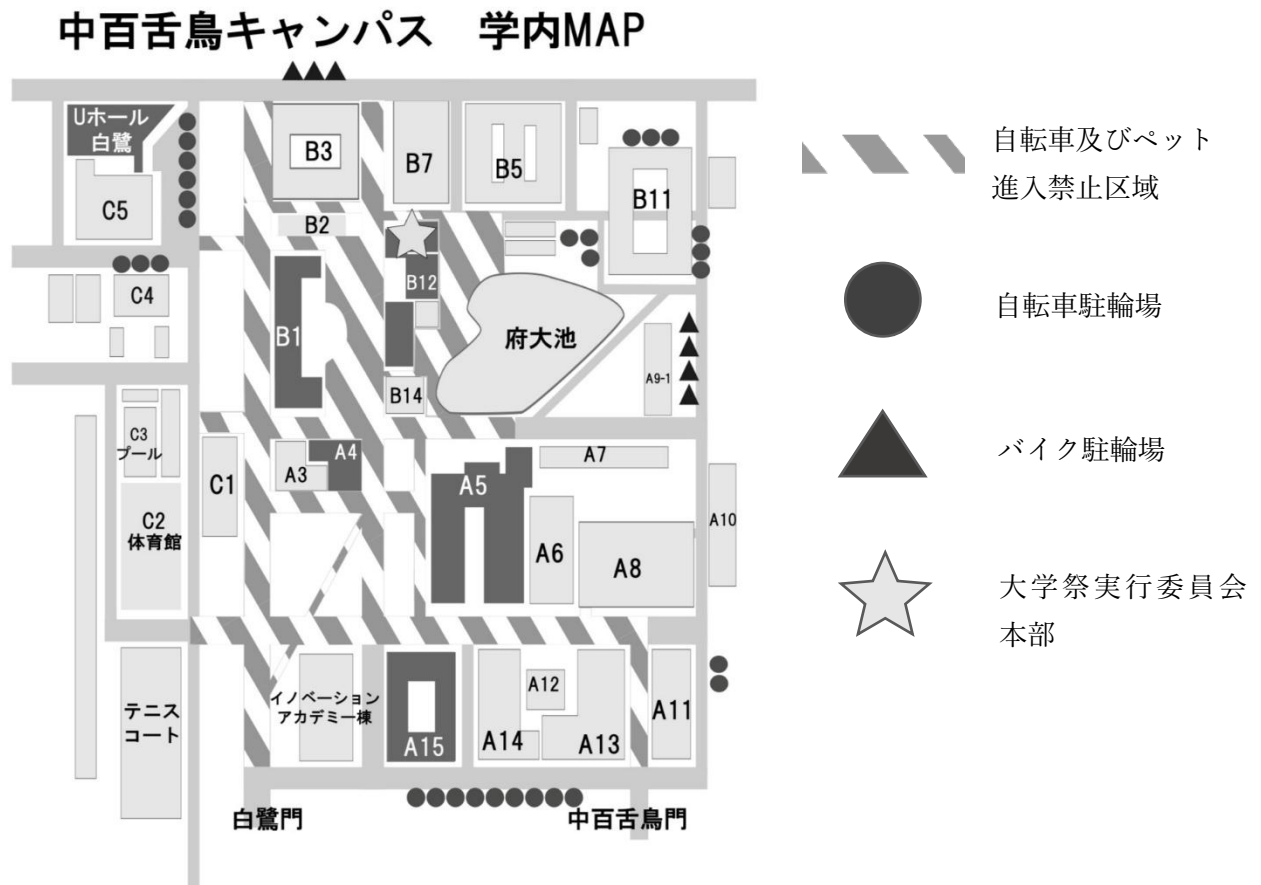 中百舌鳥キャンパス 学内MAP
Uホール
白鷺
B3
B7
B5
B11
C5
B2
C4
B12
B1
府大池
A9-1
B14
C3
プール
C1
A4
A3
A7
A5
C2
体育館
A10
A6
A8
イノベーション
アカデミー棟
A12
テニス
コート
A11
A15
A14
A13
白鷺門
中百舌鳥門
自転車及びペット
進入禁止区域
自転車駐輪場
バイク駐輪場
大学祭実行委員会
本部